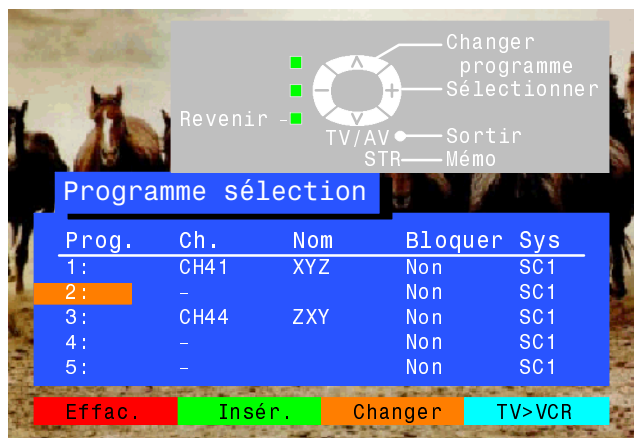 Changer
programme
Sélectionner
Revenir
TV/AV Sortir
STR Mémo
Programme sélection
Prog. Ch. Nom Bloquer Sys
1: CH41 XYZ Non SC1
2: – Non SC1
3: CH44 ZXY Non SC1
4: – Non SC1
5: – Non SC1
Effac. Insér. Changer TV>VCR